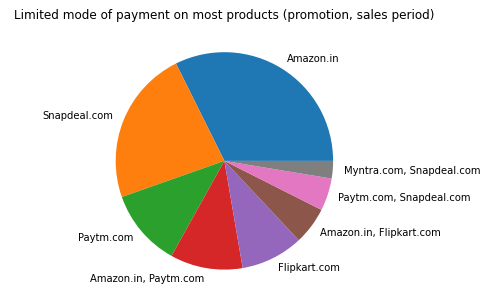 Limited mode of payment on most products (promotion, sales period)
Amazon.in
Snapdeal.com
Myntra.com, Snapdeal.com
Paytm.com, Snapdeal.com
Amazon.in, Flipkart.com
Paytm.com
Flipkart.com
Amazon.in, Paytm.com